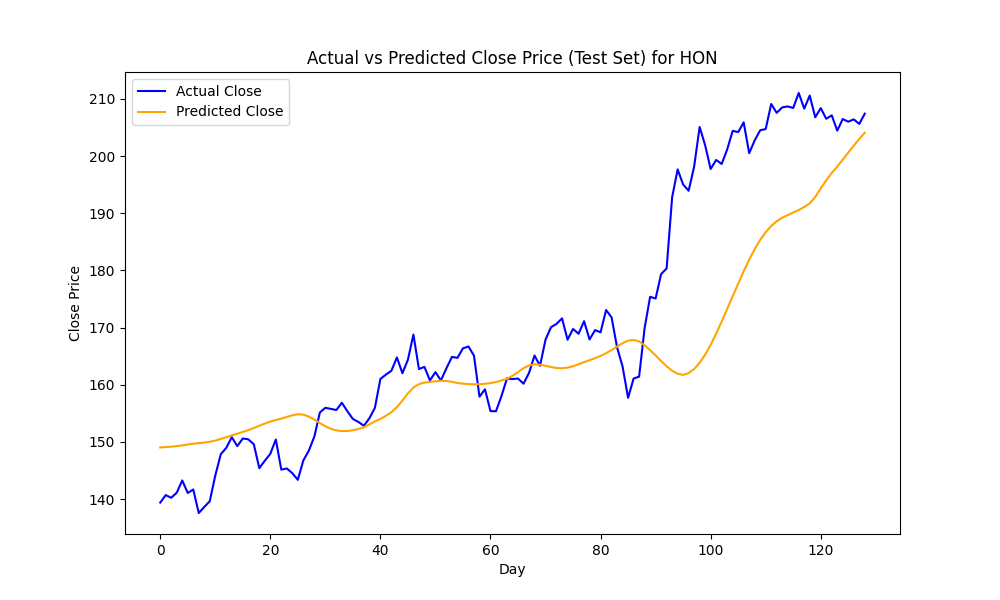 Actual vs Predicted Close Price (Test Set) for HON
Actual Close
Predicted Close
Close Price
210
200
190
180
170
160
150
140
0 20 40 60 80 100 120
Day